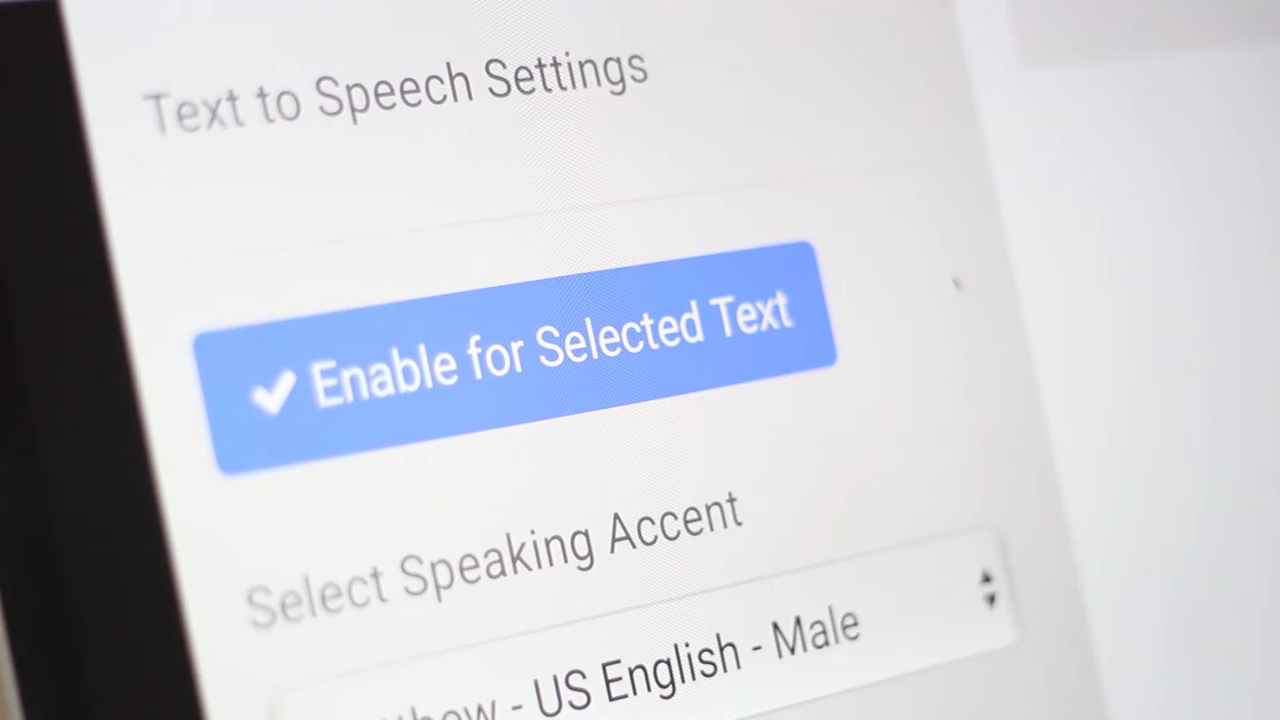 Text to Speech Settings
Enable for Selected Text
Select Speaking Accent
- US English - Male